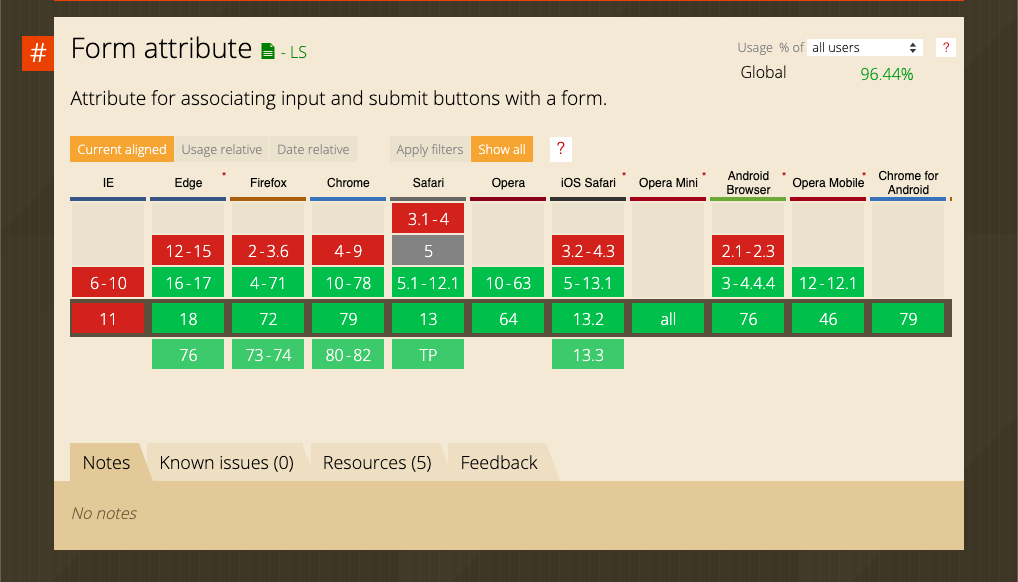 #
Form attribute - LS
Usage % of all users ?
Global 96.44%
Attribute for associating input and submit buttons with a form.
Current aligned Usage relative Date relative Apply filters Show all ?
IE Edge * Firefox Chrome Safari Opera iOS Safari * Opera Mini * Android Browser * Opera Mobile * Chrome for Android
3.1-4
12-15 2-3.6 4-9 5 3.2-4.3 2.1-2.3
6-10 16-17 4-71 10-78 5.1-12.1 10-63 5-13.1 3-4.4.4 12-12.1
11 18 72 79 13 64 13.2 all 76 46 79
76 73-74 80-82 TP 13.3
Notes Known issues (0) Resources (5) Feedback
No notes